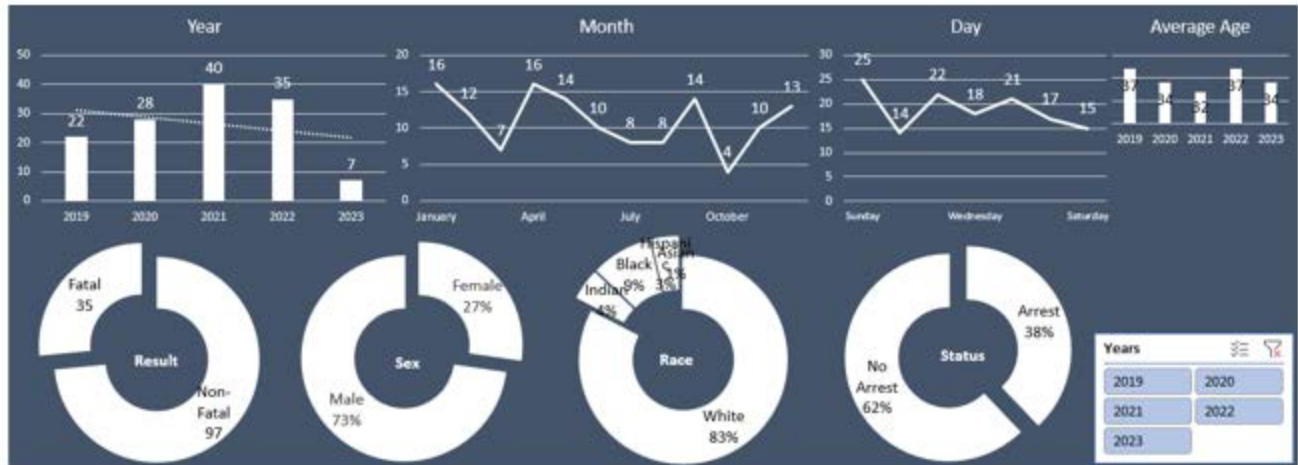 Year
50
40
30
20
10
0
22
28
40
35
7
2019
2020
2021
2022
2023
Month
20
15
10
5
0
16
12
7
16
14
10
8
8
14
4
10
13
January
April
July
October
Day
30
25
20
15
10
5
0
25
14
22
18
21
17
15
Sunday
Wednesday
Saturday
Average Age
37
34
32
37
34
2019
2020
2021
2022
2023
Fatal
35
Result
Non-
Fatal
97
Female
27%
Sex
Male
73%
Hispani
c
3%
Asian
1%
Black
9%
Indian
4%
Race
White
83%
Arrest
38%
Status
No
Arrest
62%
Years
2019
2020
2021
2022
2023